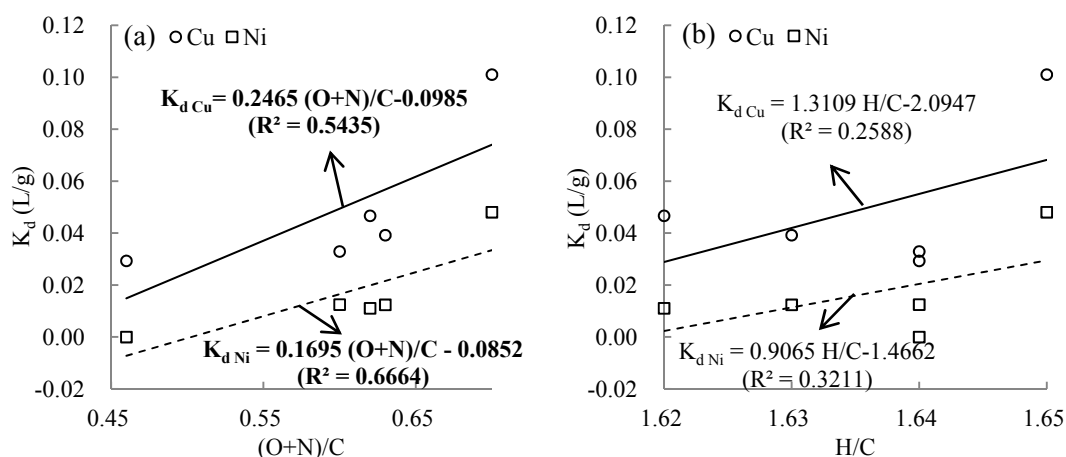 (a) Cu Ni
0.12
0.10
0.08
0.06
0.04
0.02
0.00
-0.02
K_d (L/g)
K_d Cu= 0.2465 (O+N)/C-0.0985
(R² = 0.5435)
K_d Ni = 0.1695 (O+N)/C - 0.0852
(R² = 0.6664)
0.45 0.55 0.65
(O+N)/C
(b) Cu Ni
0.12
0.10
0.08
0.06
0.04
0.02
0.00
-0.02
K_d (L/g)
K_d Cu = 1.3109 H/C-2.0947
(R² = 0.2588)
K_d Ni = 0.9065 H/C-1.4662
(R² = 0.3211)
1.62 1.63 1.64 1.65
H/C